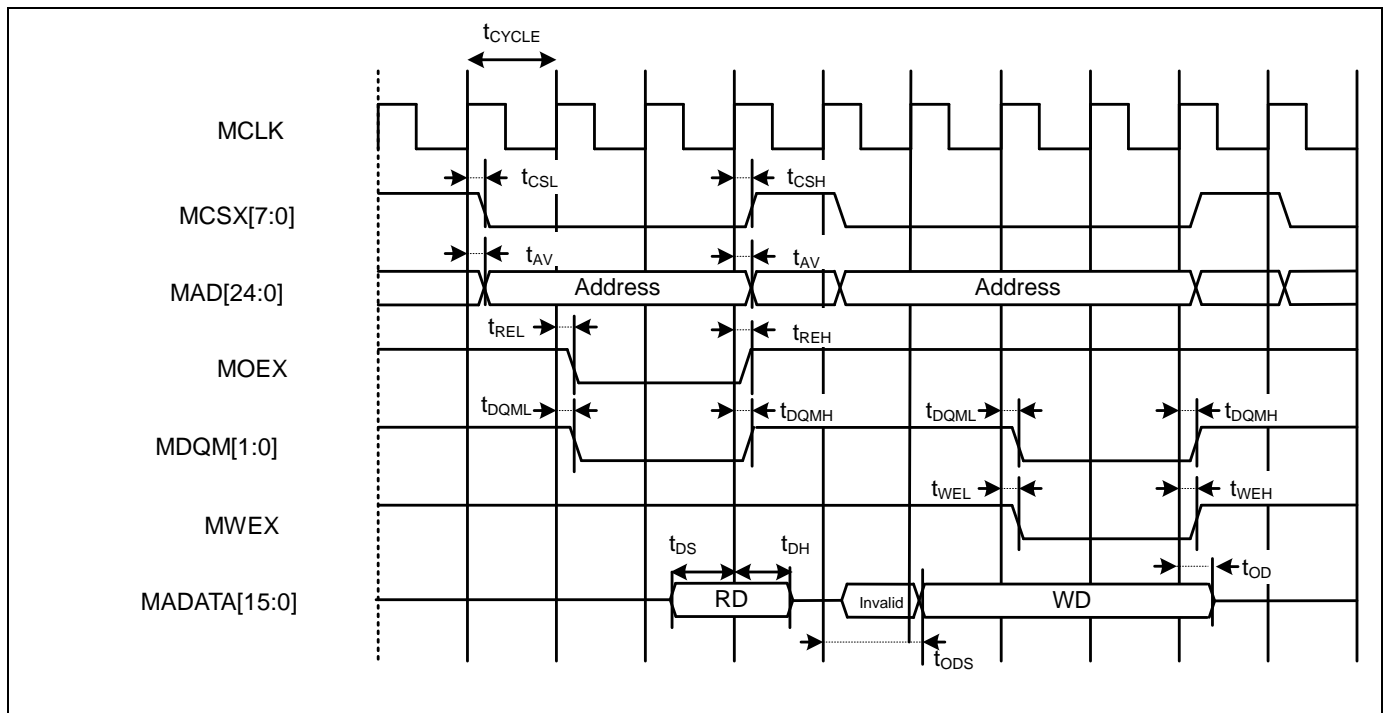 tCYCLE
MCLK
tCSL tCSH
MCSX[7:0]
tAV tAV
MAD[24:0] Address Address
tREL tREH
MOEX
tDQML tDQMH tDQML tDQMH
MDQM[1:0]
tWEL tWEH
MWEX
tDS tDH
tOD
MADATA[15:0] RD Invalid WD
tODS